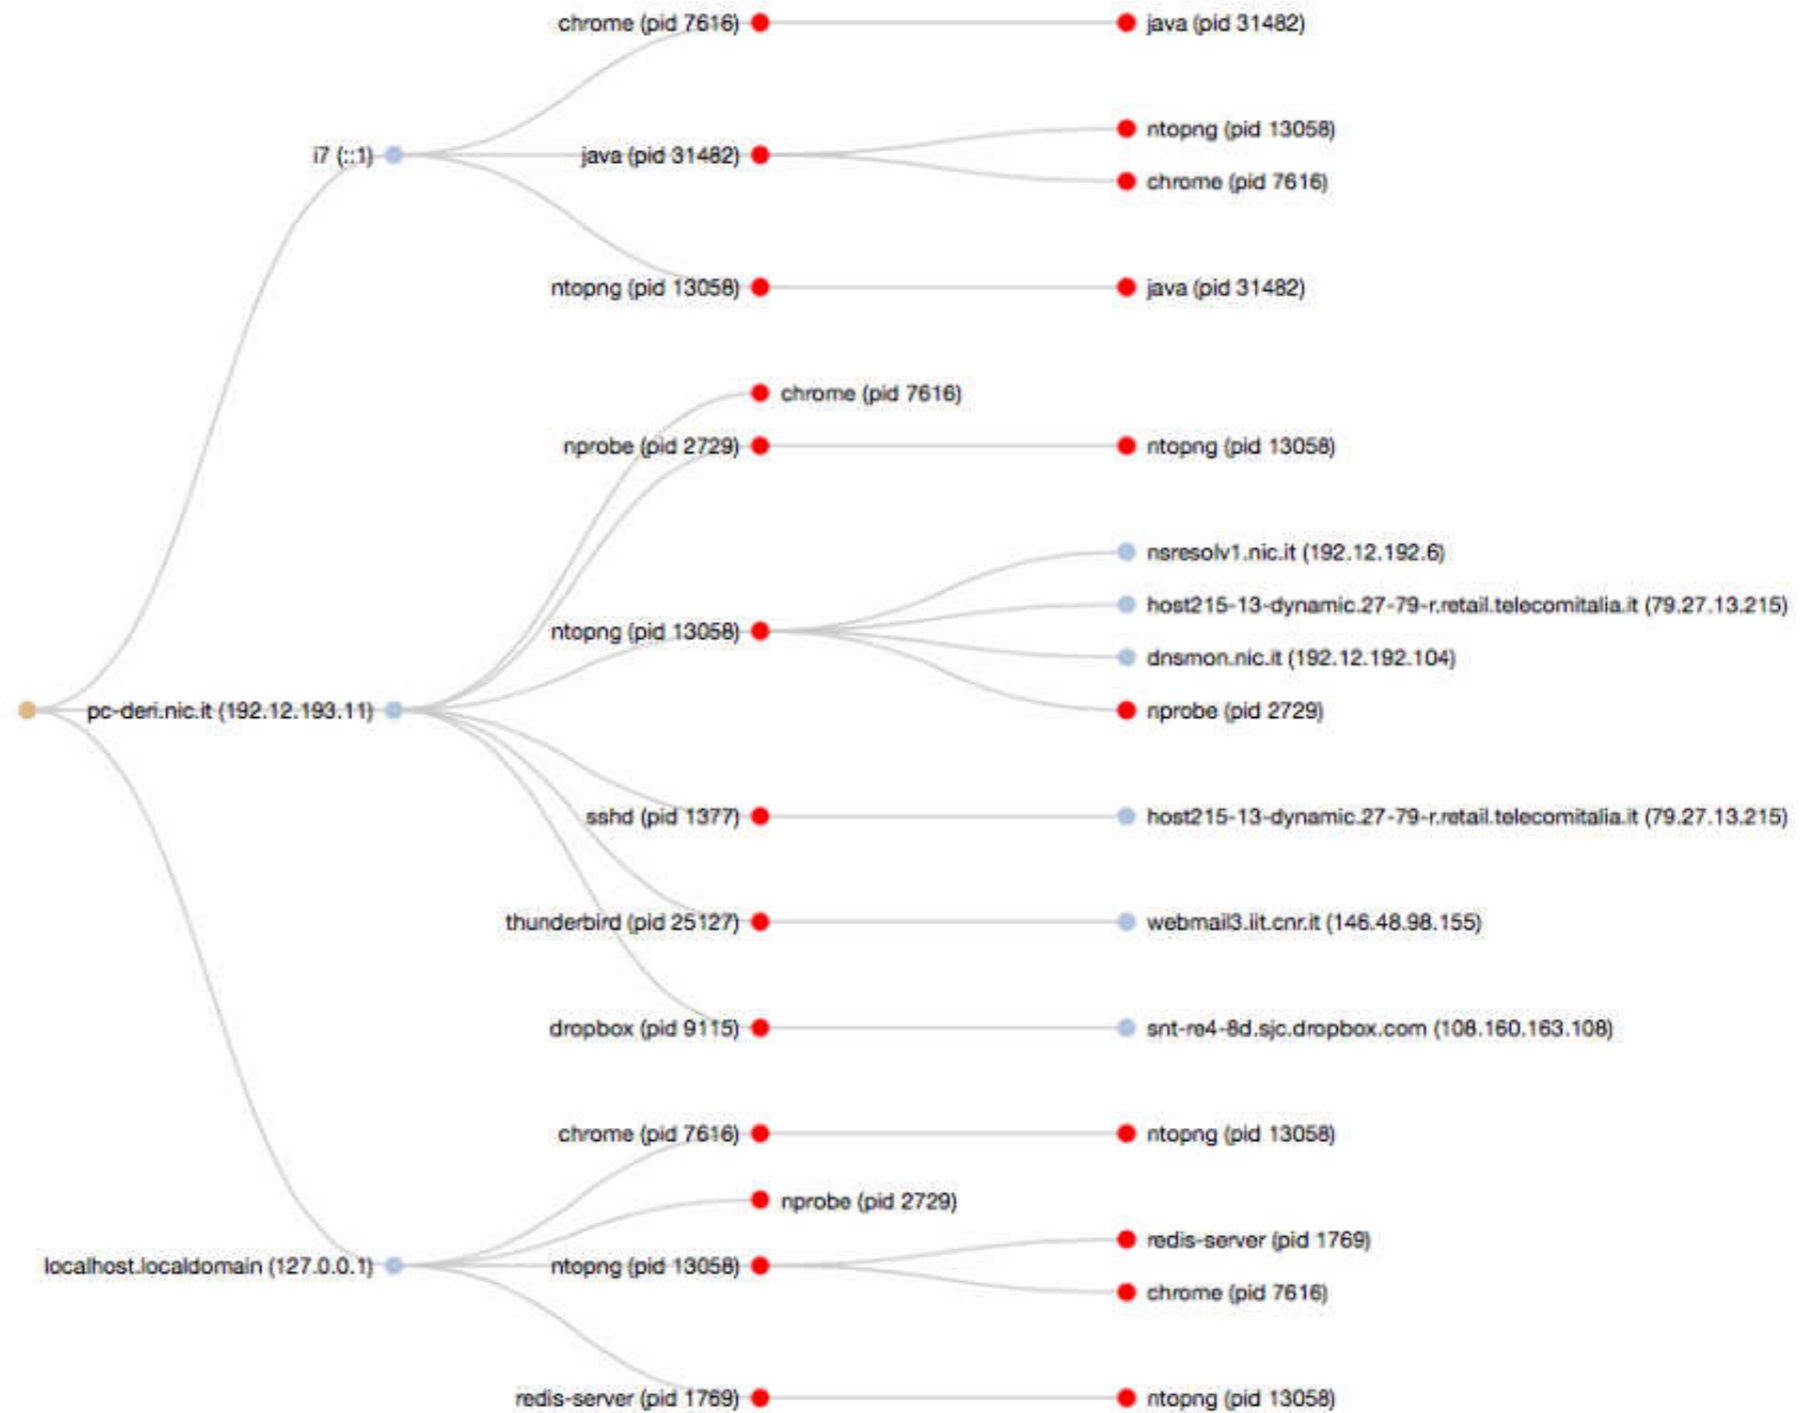 chrome (pid 7616)
java (pid 31482)
ntopng (pid 13058)
i7 (::1)
java (pid 31482)
chrome (pid 7616)
ntopng (pid 13058)
java (pid 31482)
chrome (pid 7616)
nprobe (pid 2729)
ntopng (pid 13058)
nsresolv1.nic.it (192.12.192.6)
host215-13-dynamic.27-79-r.retail.telecomitalia.it (79.27.13.215)
ntopng (pid 13058)
dnsmon.nic.it (192.12.192.104)
pc-deri.nic.it (192.12.193.11)
nprobe (pid 2729)
sshd (pid 1377)
host215-13-dynamic.27-79-r.retail.telecomitalia.it (79.27.13.215)
thunderbird (pid 25127)
webmail3.iit.cnr.it (146.48.98.155)
dropbox (pid 9115)
snt-re4-8d.sjc.dropbox.com (108.160.163.108)
chrome (pid 7616)
ntopng (pid 13058)
nprobe (pid 2729)
redis-server (pid 1769)
localhost.localdomain (127.0.0.1)
ntopng (pid 13058)
chrome (pid 7616)
redis-server (pid 1769)
ntopng (pid 13058)